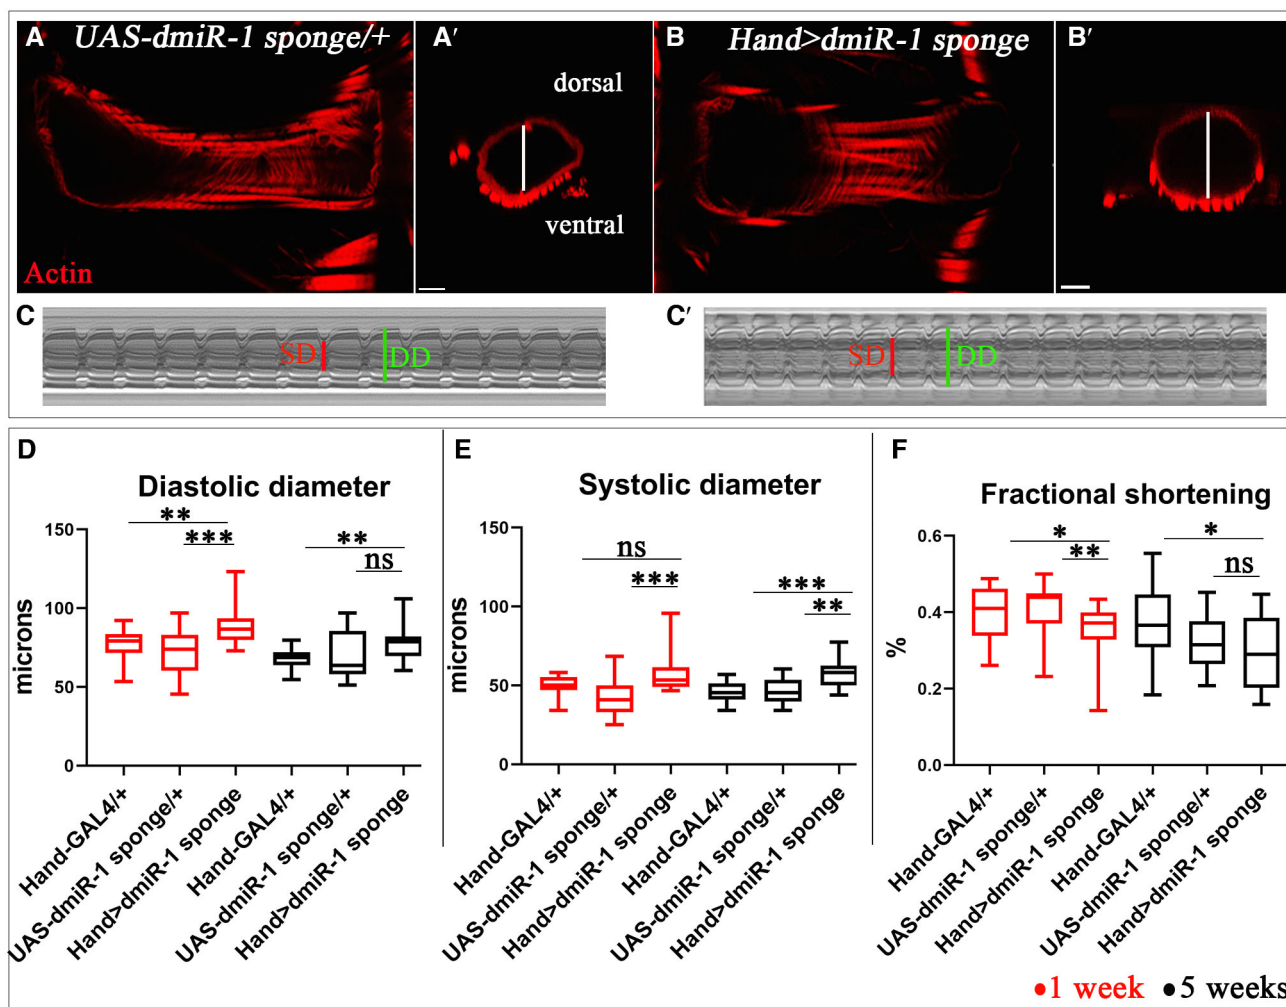 A UAS-dmiR-1 sponge/+ A′ B Hand>dmiR-1 sponge B′
dorsal
ventral
Actin
C C′
SD DD SD DD
D E F
Diastolic diameter
** *** ** ns
microns
150
100
50
0
Hand-GAL4/+
UAS-dmiR-1 sponge/+
Hand>dmiR-1 sponge
Hand-GAL4/+
UAS-dmiR-1 sponge/+
Hand>dmiR-1 sponge
Systolic diameter
ns *** *** **
microns
150
100
50
0
Hand-GAL4/+
UAS-dmiR-1 sponge/+
Hand>dmiR-1 sponge
Hand-GAL4/+
UAS-dmiR-1 sponge/+
Hand>dmiR-1 sponge
Fractional shortening
* ** * ns
%
0.6
0.4
0.2
0.0
Hand-GAL4/+
UAS-dmiR-1 sponge/+
Hand>dmiR-1 sponge
Hand-GAL4/+
UAS-dmiR-1 sponge/+
Hand>dmiR-1 sponge
•1 week •5 weeks